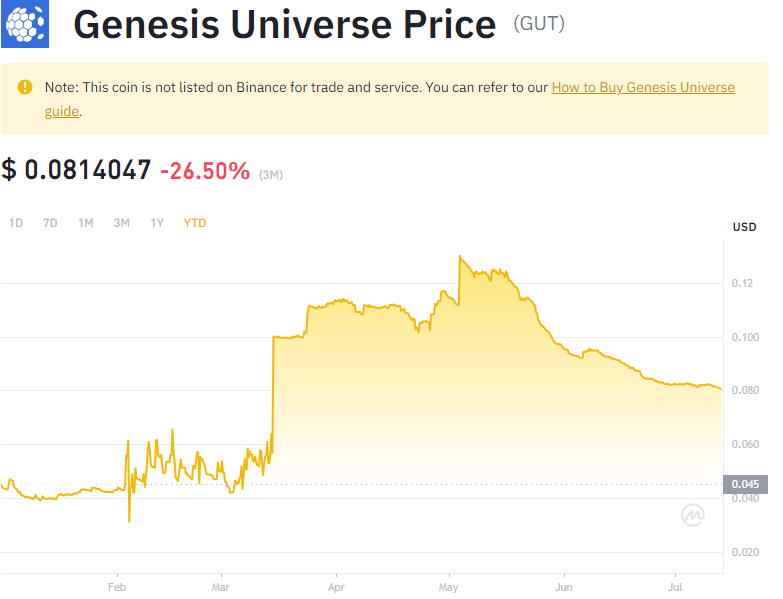 Genesis Universe Price (GUT)
Note: This coin is not listed on Binance for trade and service. You can refer to our How to Buy Genesis Universe
guide.
$ 0.0814047 -26.50% (3M)
1D 7D 1M 3M 1Y YTD
USD
0.12
0.100
0.080
0.060
0.045
0.040
0.020
Feb Mar Apr May Jun Jul